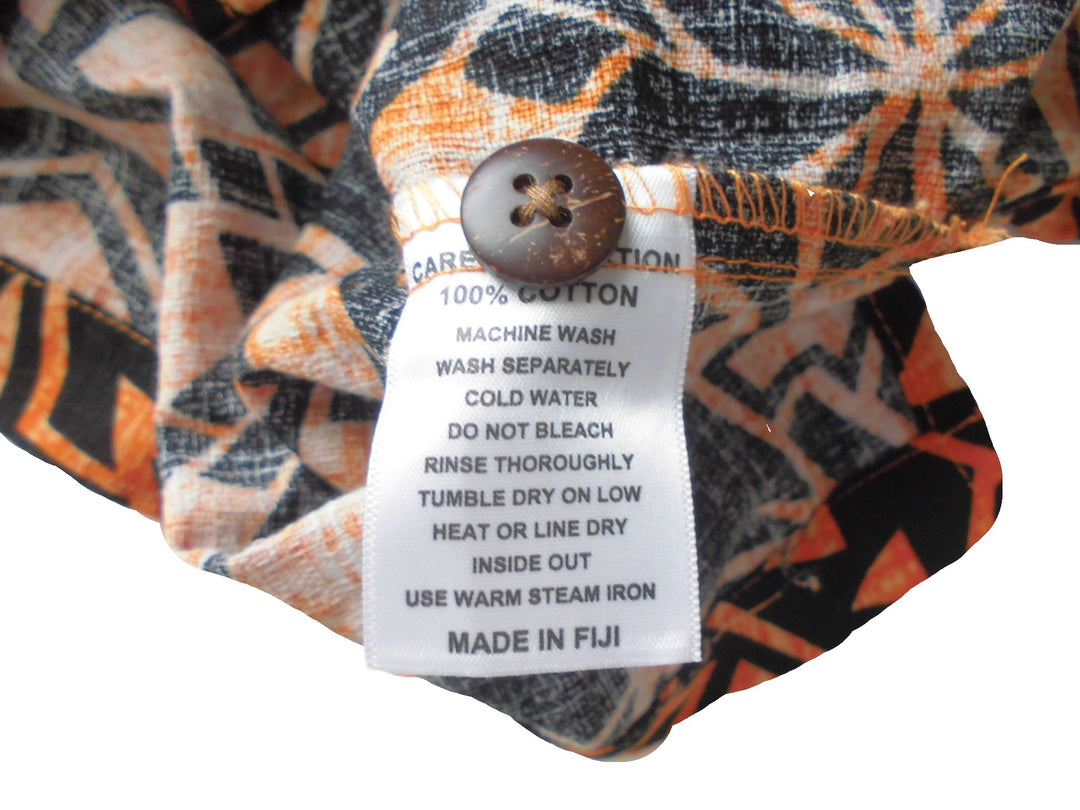 CARE
100% COTTON
MACHINE WASH
WASH SEPARATELY
COLD WATER
DO NOT BLEACH
RINSE THOROUGHLY
TUMBLE DRY ON LOW
HEAT OR LINE DRY
INSIDE OUT
USE WARM STEAM IRON
MADE IN FIJI